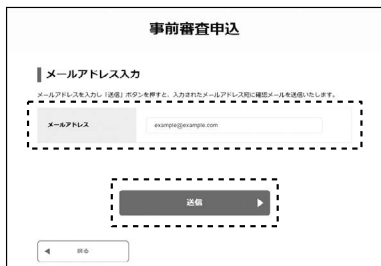 事前審査申込
メールアドレス入力
メールアドレスを入力し「送信」ボタンを押すと、入力されたメールアドレス宛に確認メールを送信いたします。
メールアドレス
example@example.com
送信
戻る